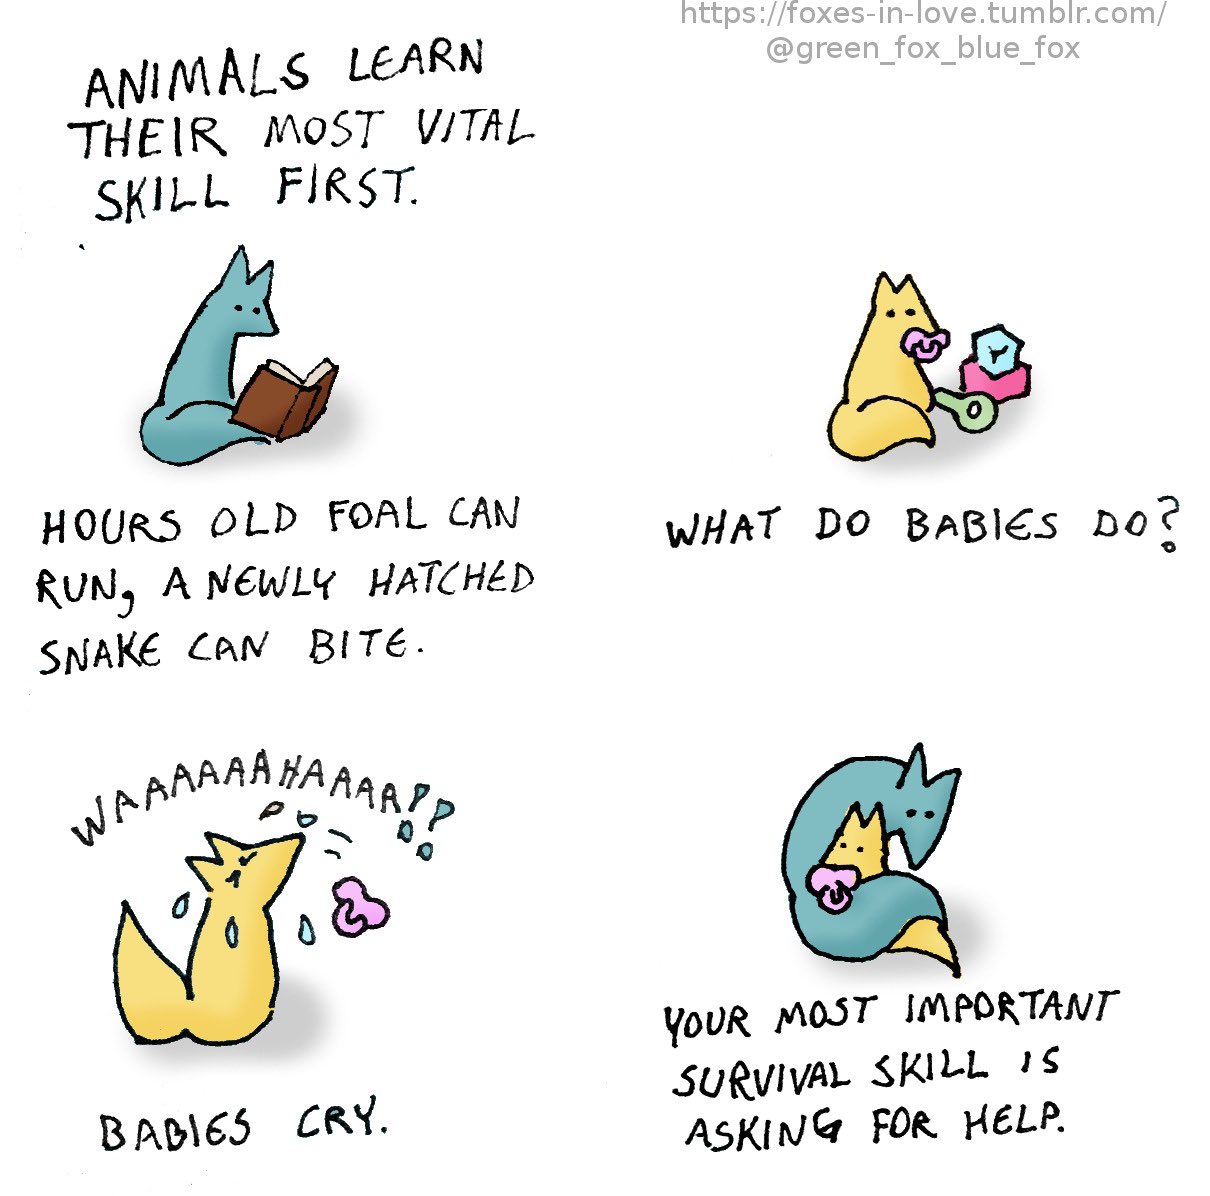 https://foxes-in-love.tumblr.com/
@green_fox_blue_fox
ANIMALS LEARN
THEIR MOST VITAL
SKILL FIRST.
HOURS OLD FOAL CAN
RUN, A NEWLY HATCHED
SNAKE CAN BITE.
WHAT DO BABIES DO?
WAAAAAAHAAAA!!
BABIES CRY.
YOUR MOST IMPORTANT
SURVIVAL SKILL IS
ASKING FOR HELP.